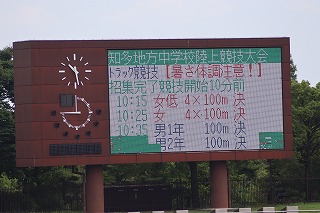 知多地方中学校陸上競技大会
トラック競技【暑さ体調注意!】
招集完了競技開始10分前
10:15 女低 4×100m 決
10:25 女 4×100m 決
10:35 男1年 100m 決
男2年 100m 決